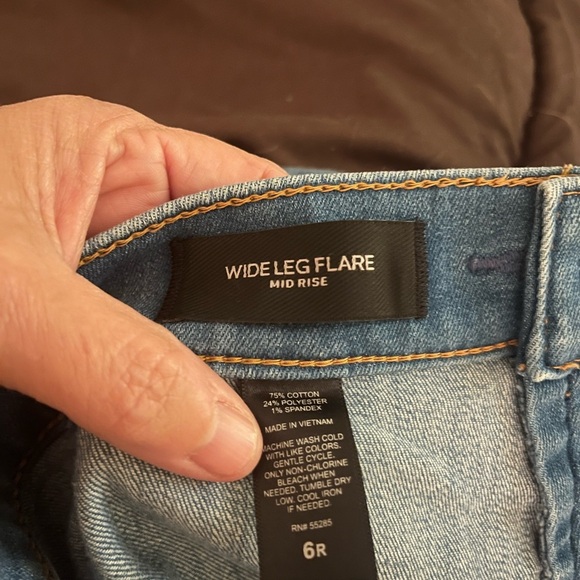 WIDE LEG FLARE
MID RISE
75% COTTON
24% POLYESTER
1% SPANDEX
MADE IN VIETNAM
MACHINE WASH COLD
WITH LIKE COLORS.
GENTLE CYCLE.
ONLY NON-CHLORINE
BLEACH WHEN
NEEDED. TUMBLE DRY
LOW. COOL IRON
IF NEEDED.
RN# 55285
6R